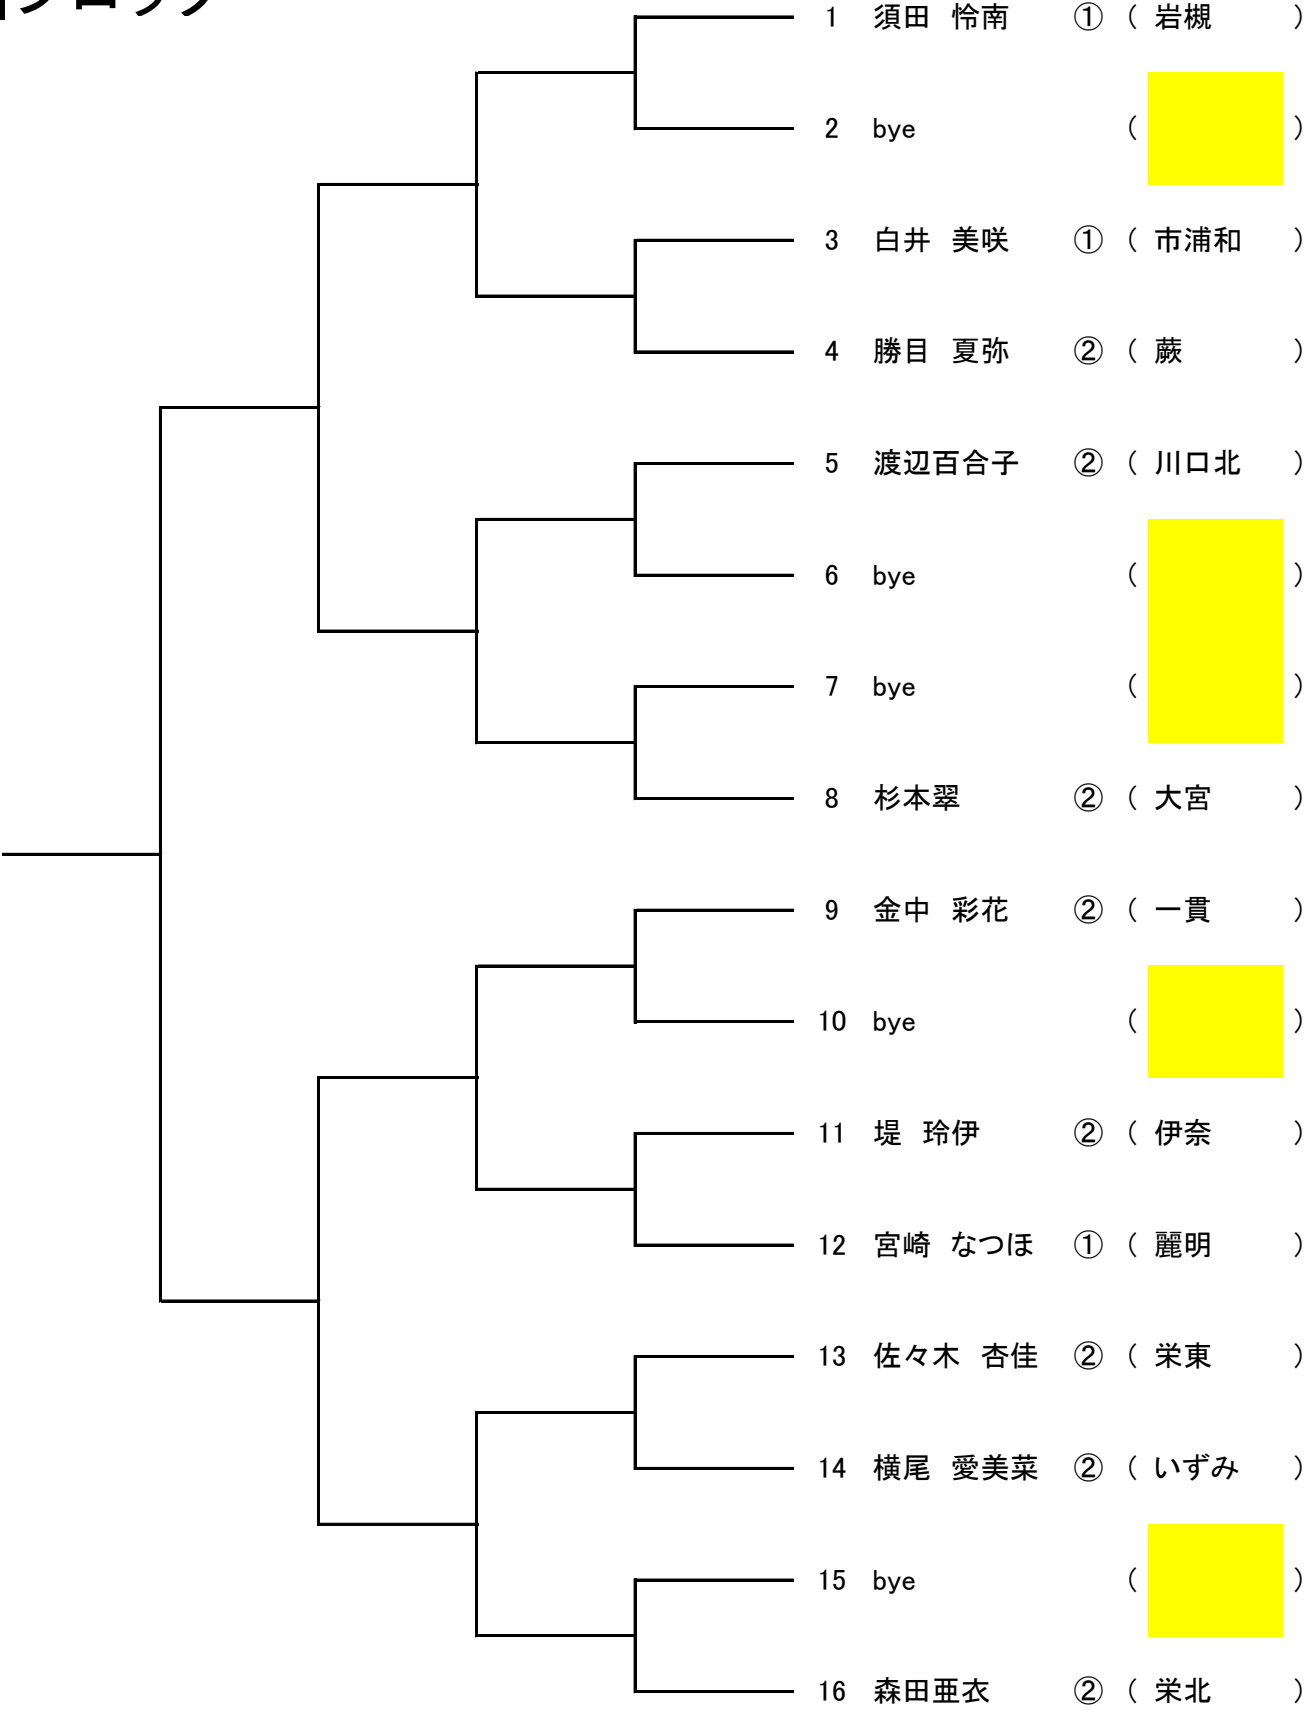 ブロック
1 須田 怜南 ① ( 岩槻 )
2 bye ( )
3 白井 美咲 ① ( 市浦和 )
4 勝目 夏弥 ② ( 蕨 )
5 渡辺百合子 ② ( 川口北 )
6 bye ( )
7 bye ( )
8 杉本翠 ② ( 大宮 )
9 金中 彩花 ② ( 一貫 )
10 bye ( )
11 堤 玲伊 ② ( 伊奈 )
12 宮崎 なつほ ① ( 麗明 )
13 佐々木 杏佳 ② ( 栄東 )
14 横尾 愛美菜 ② ( いずみ )
15 bye ( )
16 森田亜衣 ② ( 栄北 )